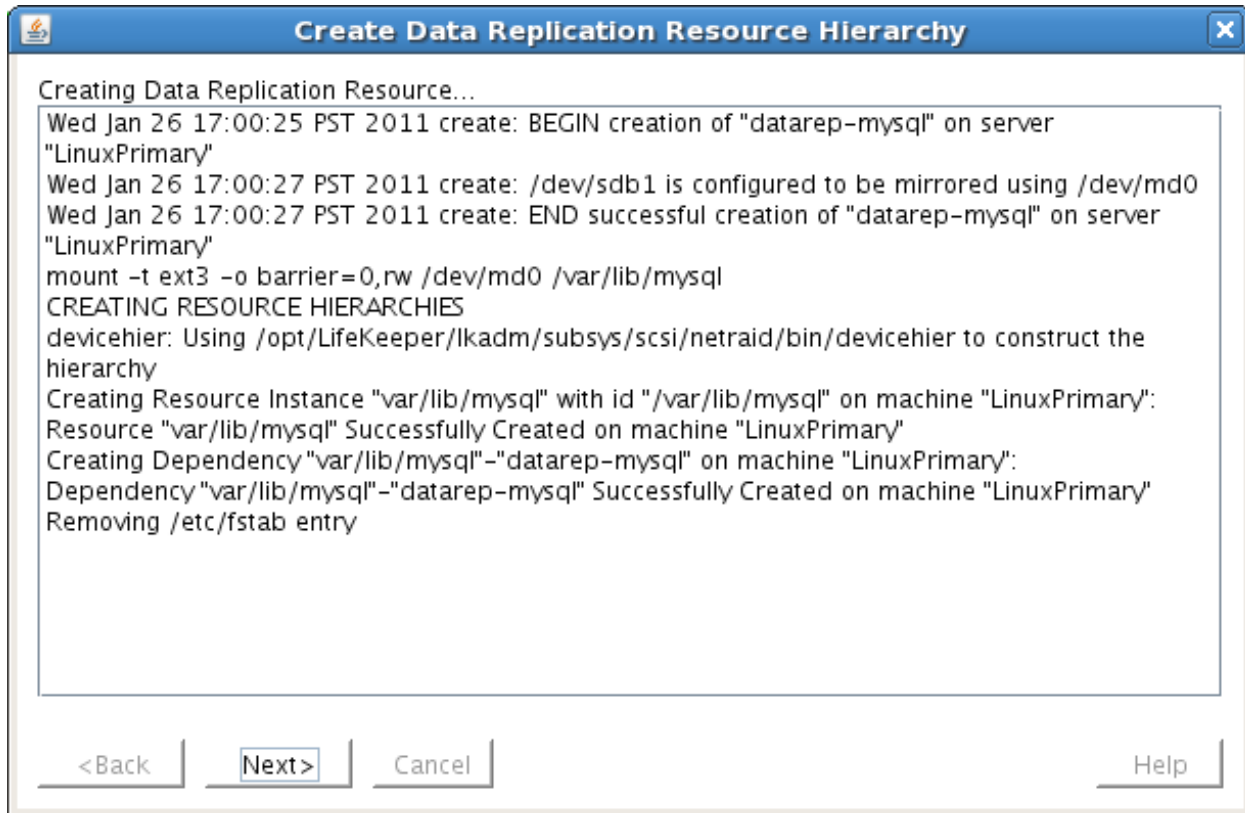 Create Data Replication Resource Hierarchy
Creating Data Replication Resource...
Wed Jan 26 17:00:25 PST 2011 create: BEGIN creation of "datarep-mysql" on server
"LinuxPrimary"
Wed Jan 26 17:00:27 PST 2011 create: /dev/sdb1 is configured to be mirrored using /dev/md0
Wed Jan 26 17:00:27 PST 2011 create: END successful creation of "datarep-mysql" on server
"LinuxPrimary"
mount -t ext3 -o barrier=0,rw /dev/md0 /var/lib/mysql
CREATING RESOURCE HIERARCHIES
devicehier: Using /opt/LifeKeeper/lkadm/subsys/scsi/netraid/bin/devicehier to construct the
hierarchy
Creating Resource Instance "var/lib/mysql" with id "/var/lib/mysql" on machine "LinuxPrimary":
Resource "var/lib/mysql" Successfully Created on machine "LinuxPrimary"
Creating Dependency "var/lib/mysql"-"datarep-mysql" on machine "LinuxPrimary":
Dependency "var/lib/mysql"-"datarep-mysql" Successfully Created on machine "LinuxPrimary"
Removing /etc/fstab entry
<Back Next> Cancel Help